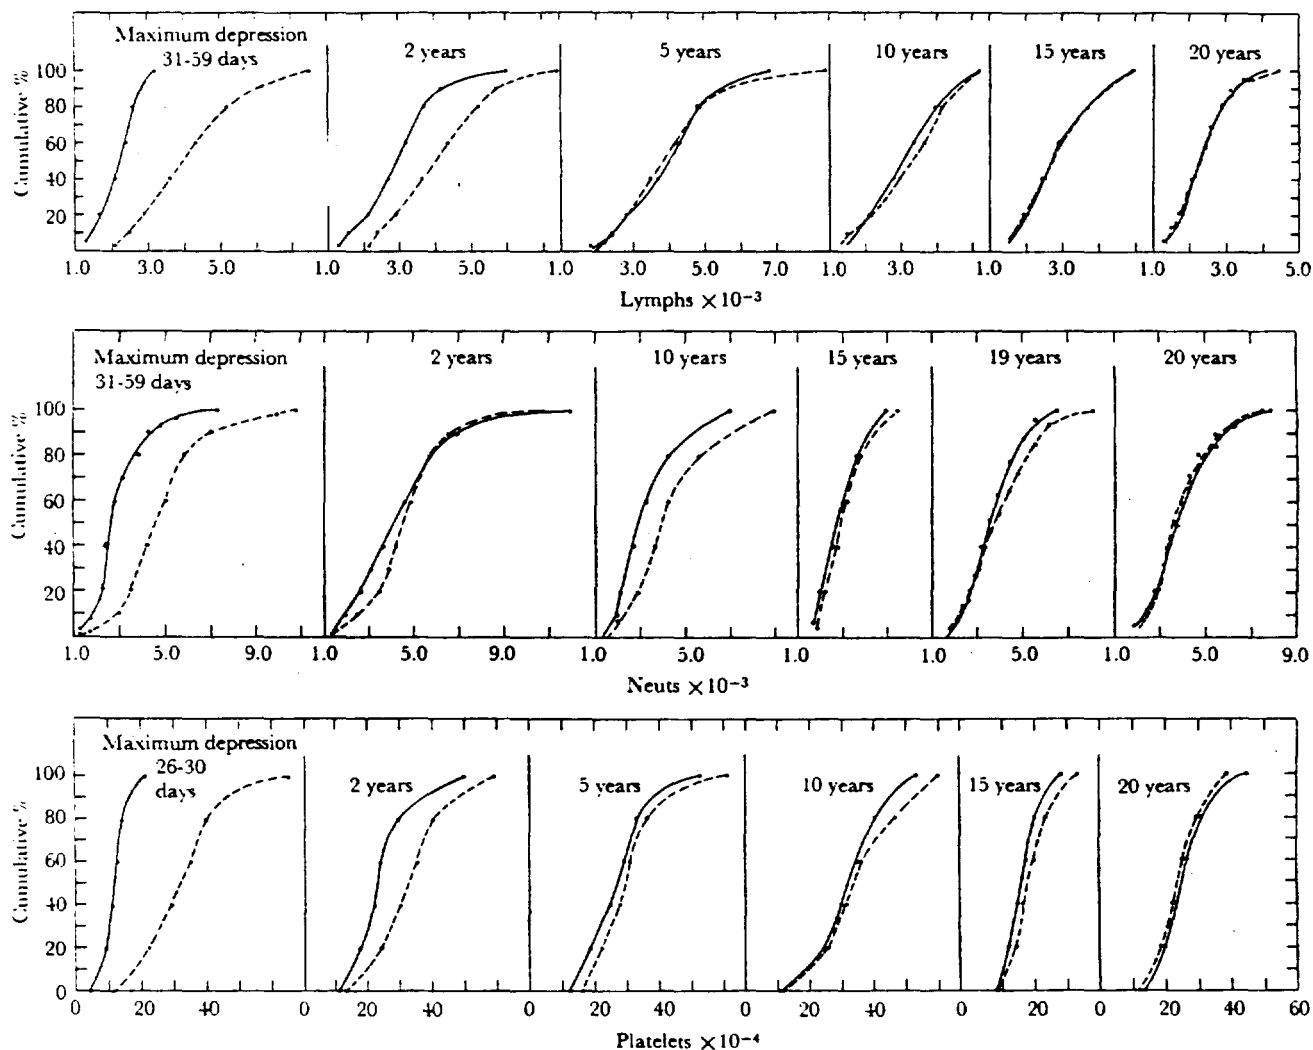 Maximum depression
31-59 days
2 years
5 years
10 years
15 years
20 years
Cumulative %
100
80
60
40
20
1.0 3.0 5.0 1.0 3.0 5.0 3.0 5.0 7.0 1.0 3.0 1.0 3.0 1.0 3.0 5.0
Lymphs ×10⁻³
Maximum depression
31-59 days
2 years
10 years
15 years
19 years
20 years
Cumulative %
100
80
60
40
20
1.0 5.0 9.0 1.0 5.0 9.0 1.0 5.0 1.0 5.0 1.0 5.0 1.0 5.0 9.0
Neuts ×10⁻³
Maximum depression
26-30
days
2 years
5 years
10 years
15 years
20 years
Cumulative %
100
80
60
40
20
0
0 20 40 0 20 40 0 20 40 0 20 40 0 20 0 20 40 60
Platelets ×10⁻⁴